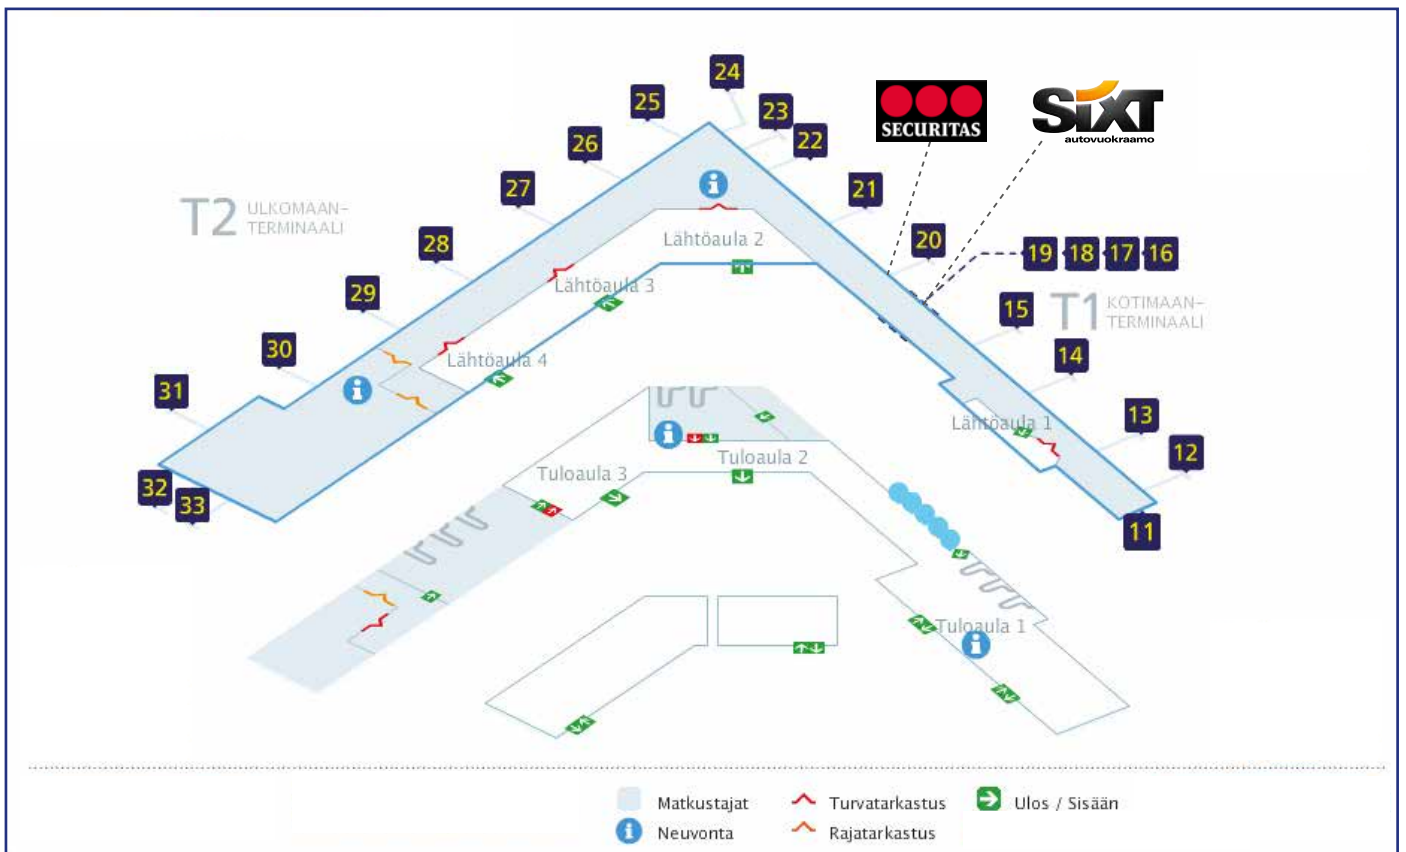 24
25
23
SECURITAS
SiXT
autovuokraamo
26
22
27
21
T2 ULKOMAAN-
TERMINAALI
28
Lähtöaula 2
20
19 18 17 16
29
Lähtöaula 3
15
T1 KOTIMAAN-
TERMINAALI
30
Lähtöaula 4
14
31
13
Lähtöaula 1
12
Tuloaula 3
Tuloaula 2
32
33
11
Tuloaula 1
Matkustajat
Turvatarkastus
Ulos / Sisään
Neuvonta
Rajatarkastus